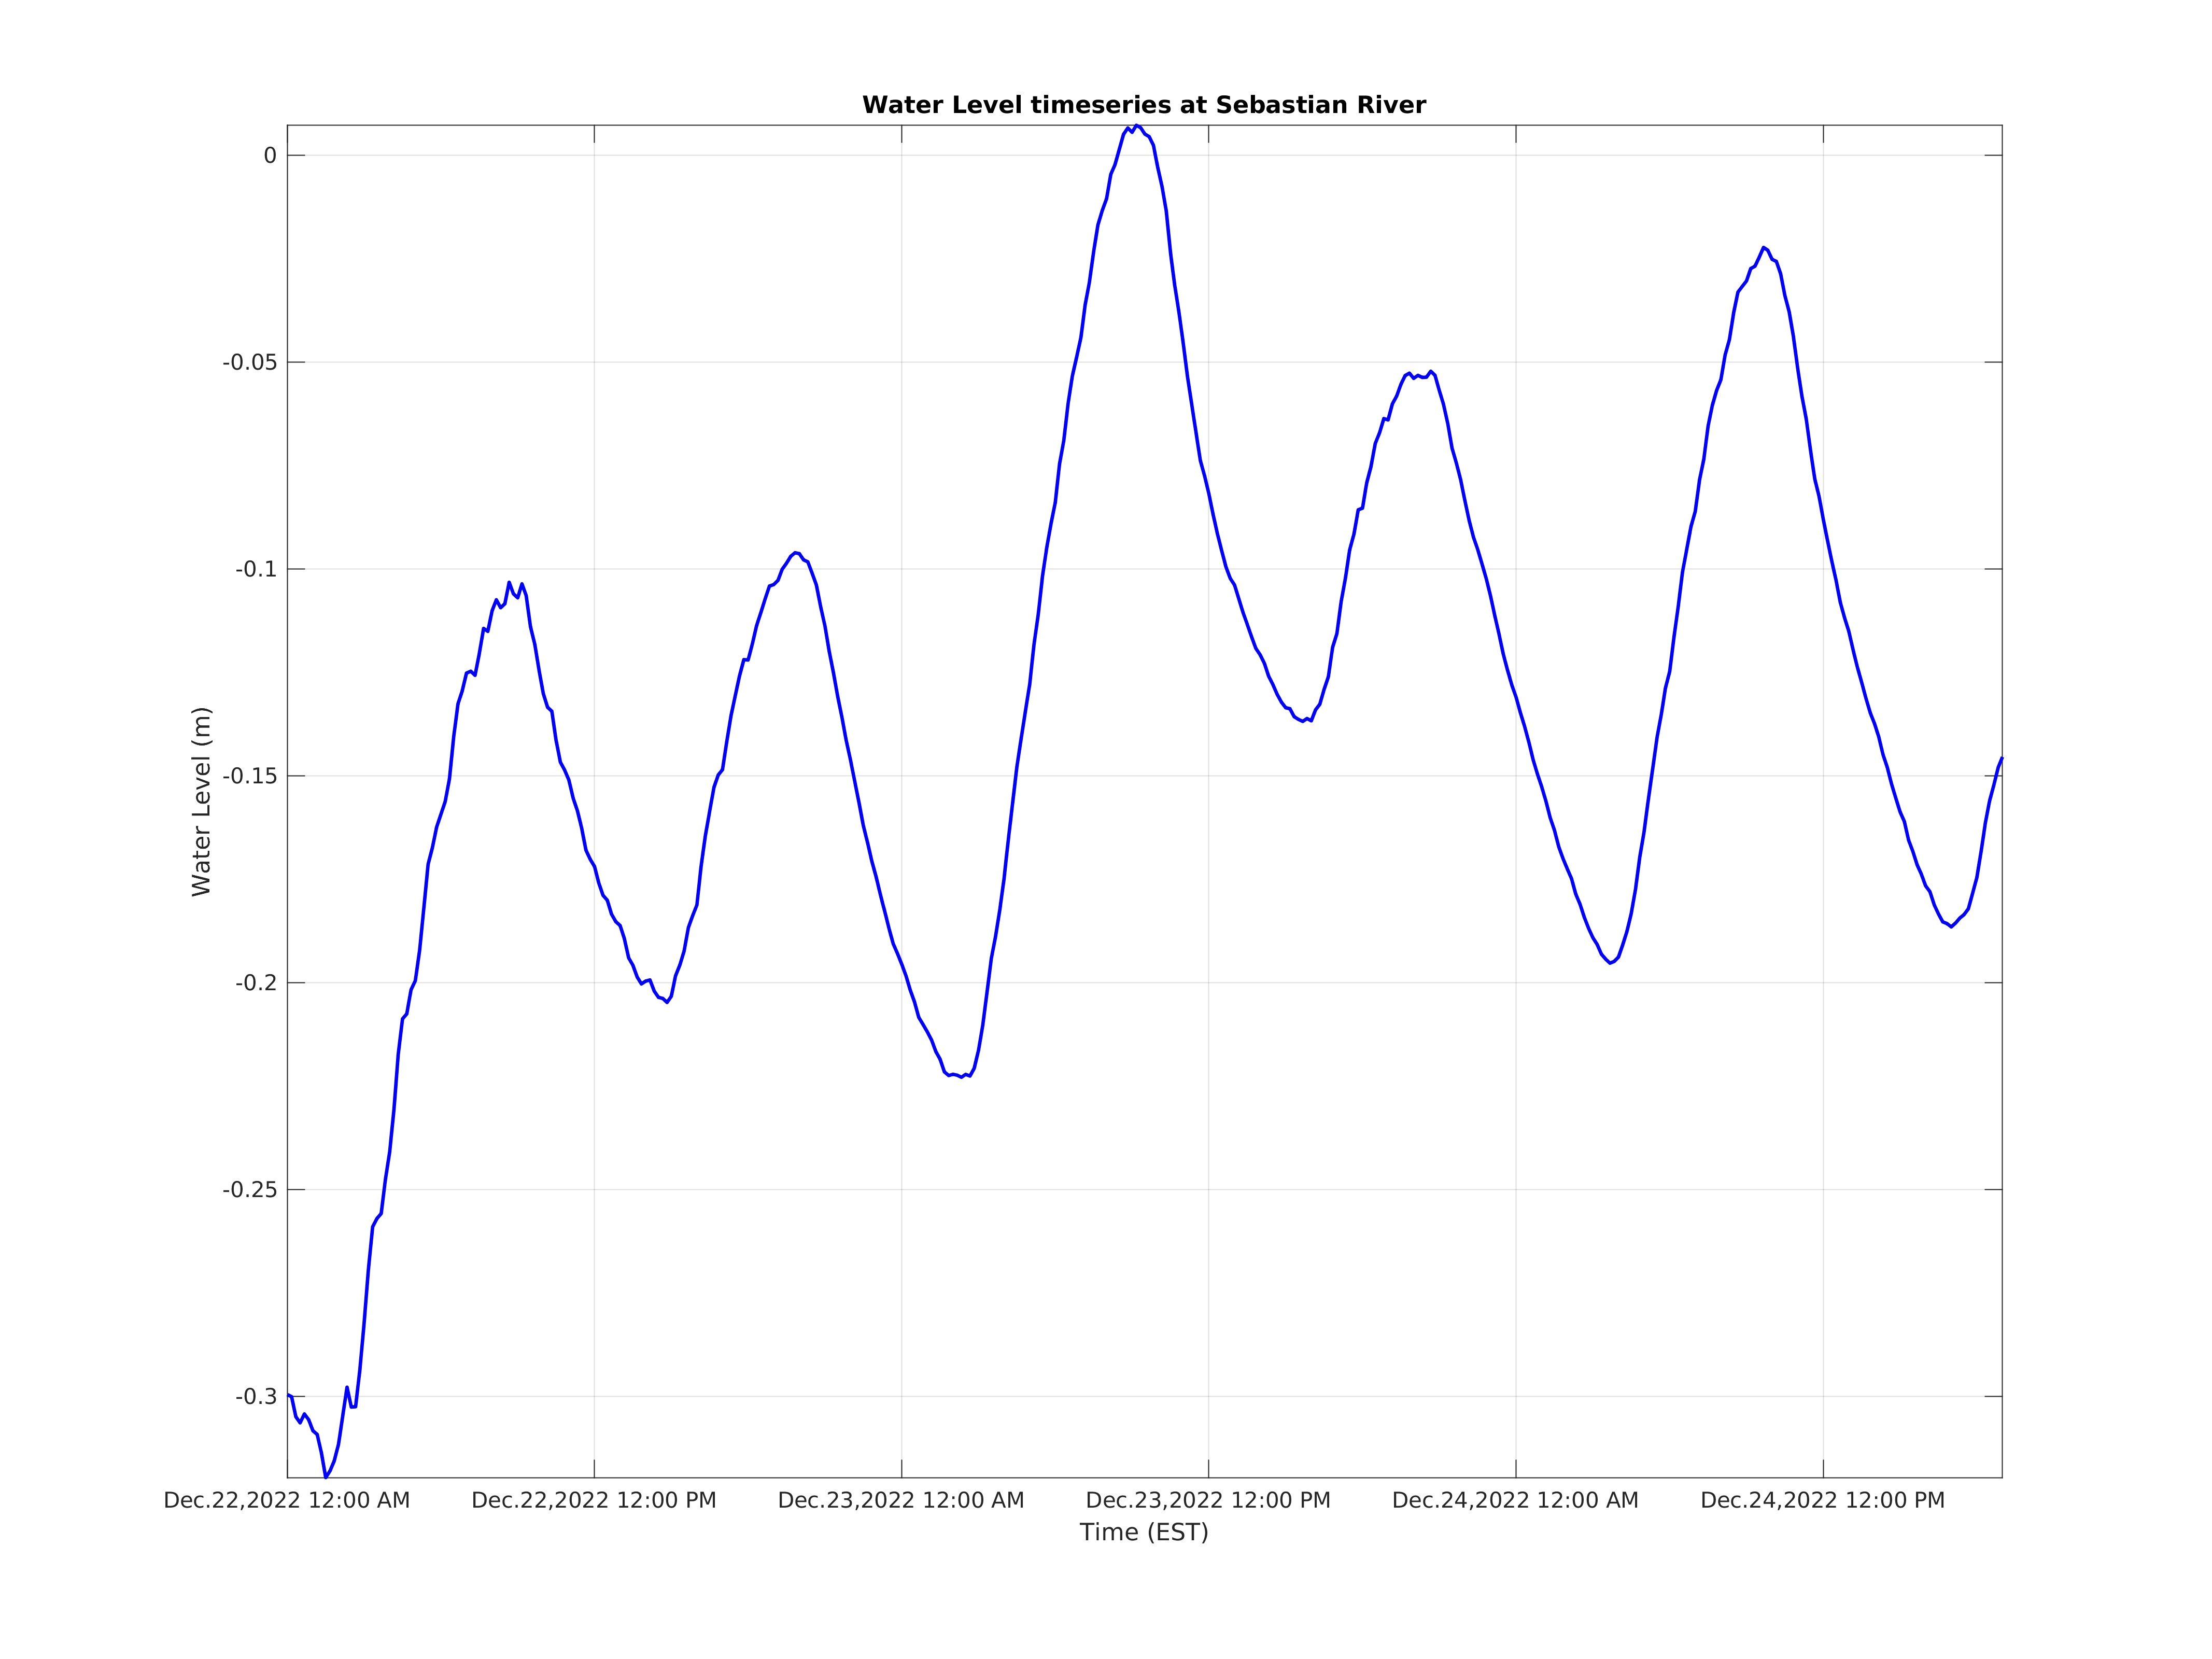 Water Level timeseries at Sebastian River
0
-0.05
-0.1
-0.15
-0.2
-0.25
-0.3
Water Level (m)
Dec.22,2022 12:00 AM
Dec.22,2022 12:00 PM
Dec.23,2022 12:00 AM
Dec.23,2022 12:00 PM
Dec.24,2022 12:00 AM
Dec.24,2022 12:00 PM
Time (EST)